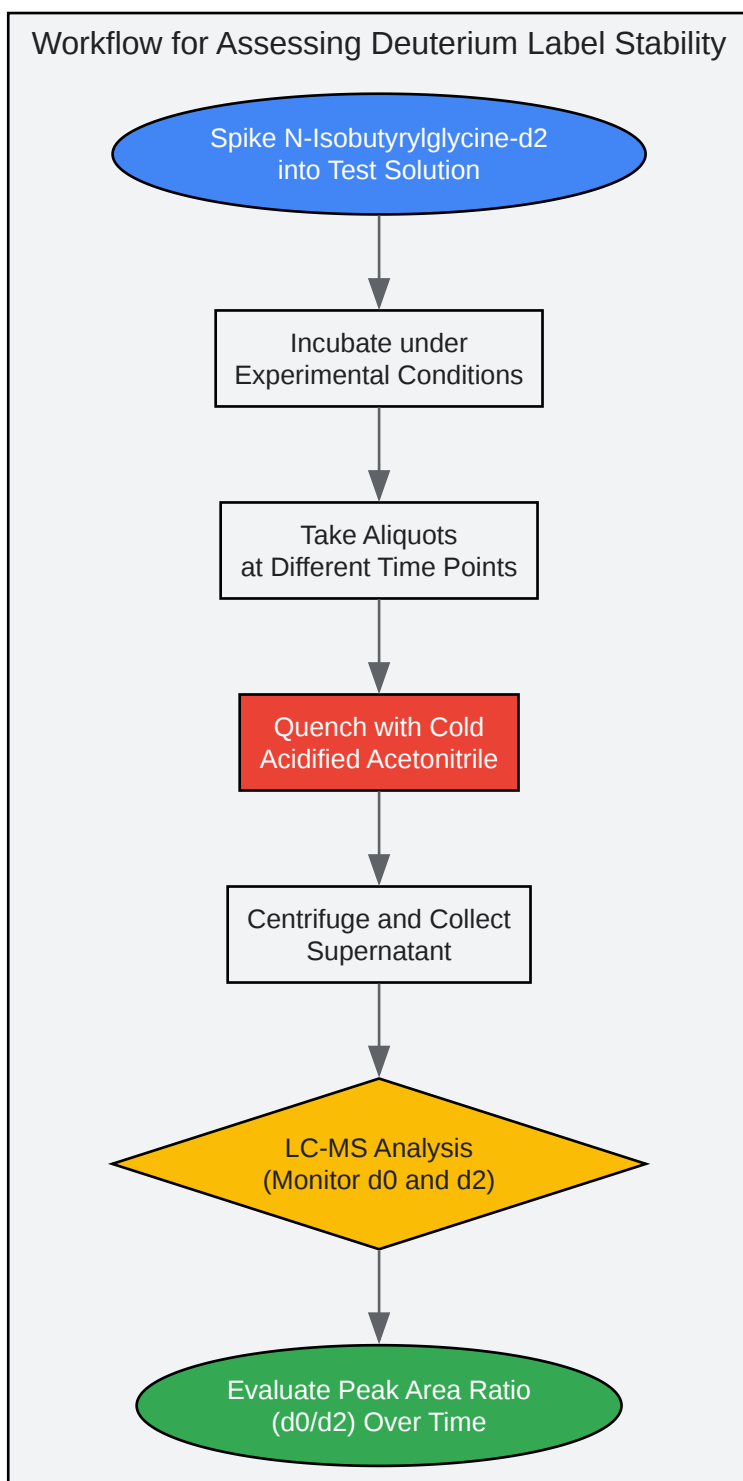 Workflow for Assessing Deuterium Label Stability
Spike N-Isobutyrylglycine-d2
into Test Solution
Incubate under
Experimental Conditions
Take Aliquots
at Different Time Points
Quench with Cold
Acidified Acetonitrile
Centrifuge and Collect
Supernatant
LC-MS Analysis
(Monitor d0 and d2)
Evaluate Peak Area Ratio
(d0/d2) Over Time